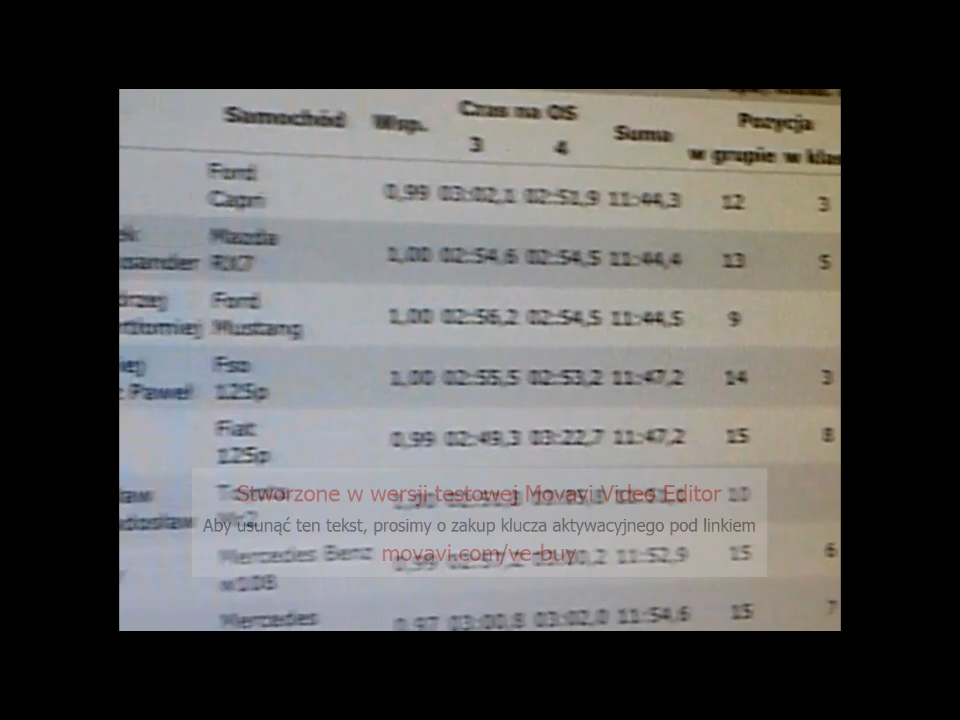 Czas na OS
Samochód Wsp. Suma Pozycja
3 4 w grupie w
Ford
Capri 0,99 03:02,1 02:51,9 11:44,3 12 3
Mazda
RX7 1,00 02:54,6 02:54,5 11:44,4 13 5
Ford
Mustang 1,00 02:56,2 02:54,5 11:44,5 9
Fso
Paweł 125p 1,00 02:55,5 02:53,2 11:47,2 14 3
Fiat
125p 0,99 02:49,3 03:22,7 11:47,2 15 8
Stworzone w wersji testowej Movavi Video Editor
Aby usunąć ten tekst, prosimy o zakup klucza aktywacyjnego pod linkiem
movavi.com/ve-buy
Mercedes Benz 11:52,9 15 6
w108
Mercedes 0,97 03:00,8 03:02,0 11:54,6 15 7